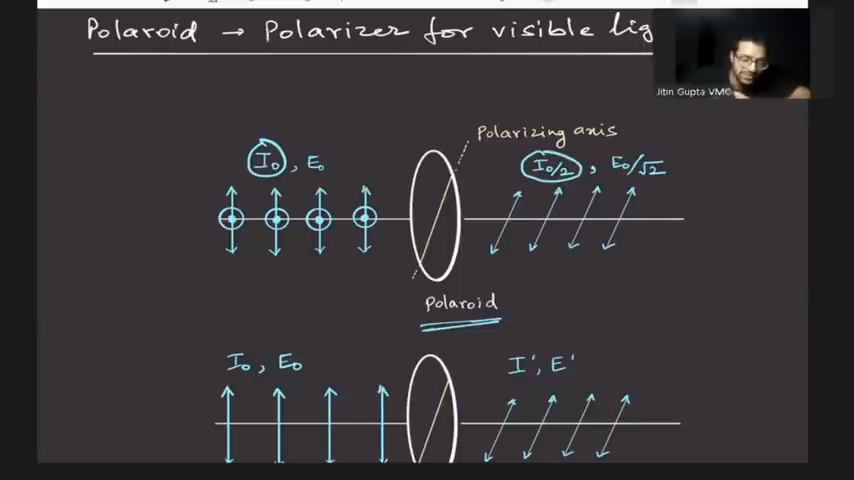 Polaroid → Polarizer for visible lig
Jitin Gupta VMC
Polarizing axis
I₀, E₀
I₀/2, E₀/√2
Polaroid
I₀, E₀
I', E'